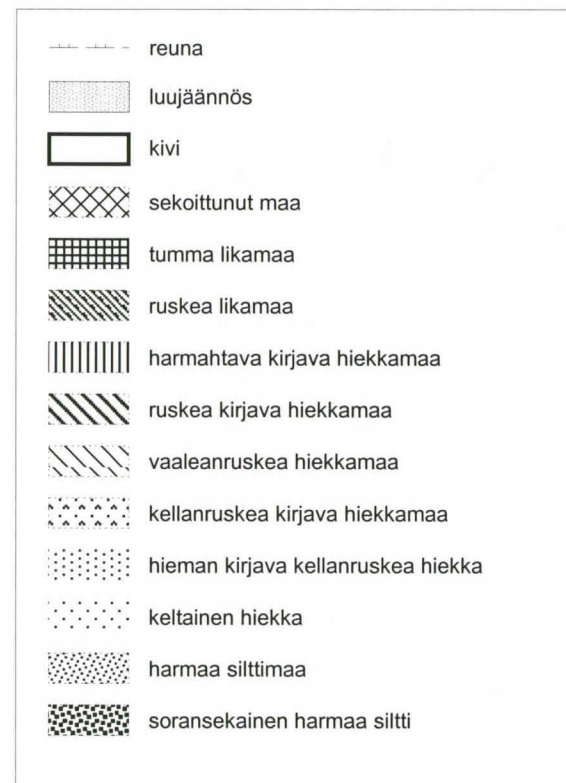 reuna
luujäännös
kivi
sekoittunut maa
tumma likamaa
ruskea likamaa
harmahtava kirjava hiekkamaa
ruskea kirjava hiekkamaa
vaaleanruskea hiekkamaa
kellanruskea kirjava hiekkamaa
hieman kirjava kellanruskea hiekka
keltainen hiekka
harmaa silttimaa
soransekainen harmaa siltti